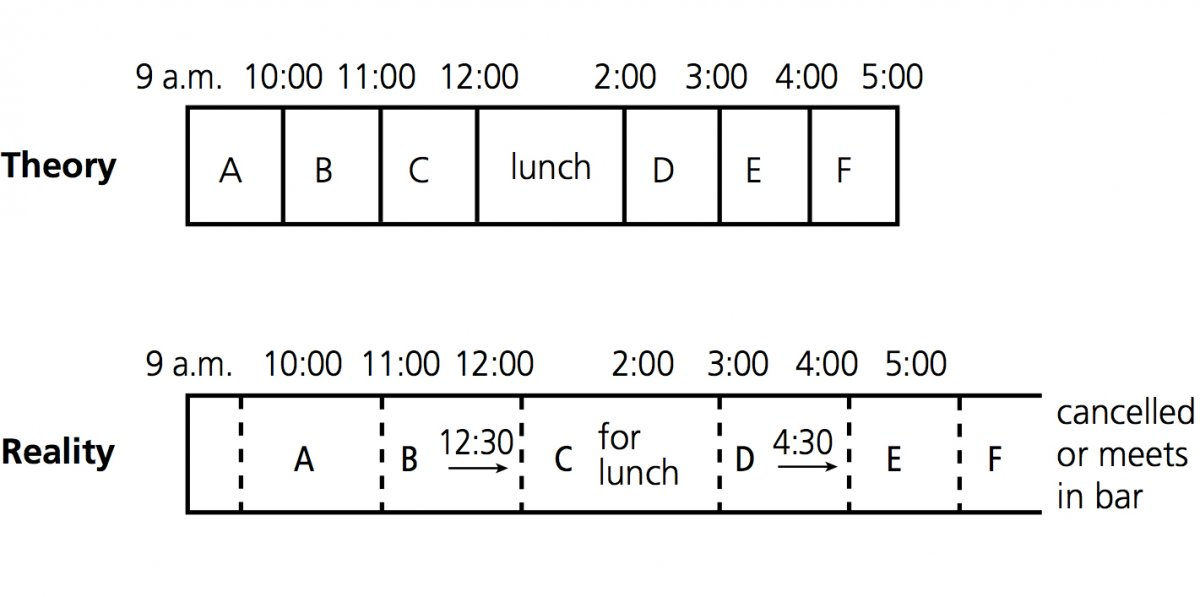 9 a.m. 10:00 11:00 12:00 2:00 3:00 4:00 5:00
Theory A B C lunch D E F
9 a.m. 10:00 11:00 12:00 2:00 3:00 4:00 5:00
Reality A B 12:30 C for lunch D 4:30 E F
cancelled
or meets
in bar